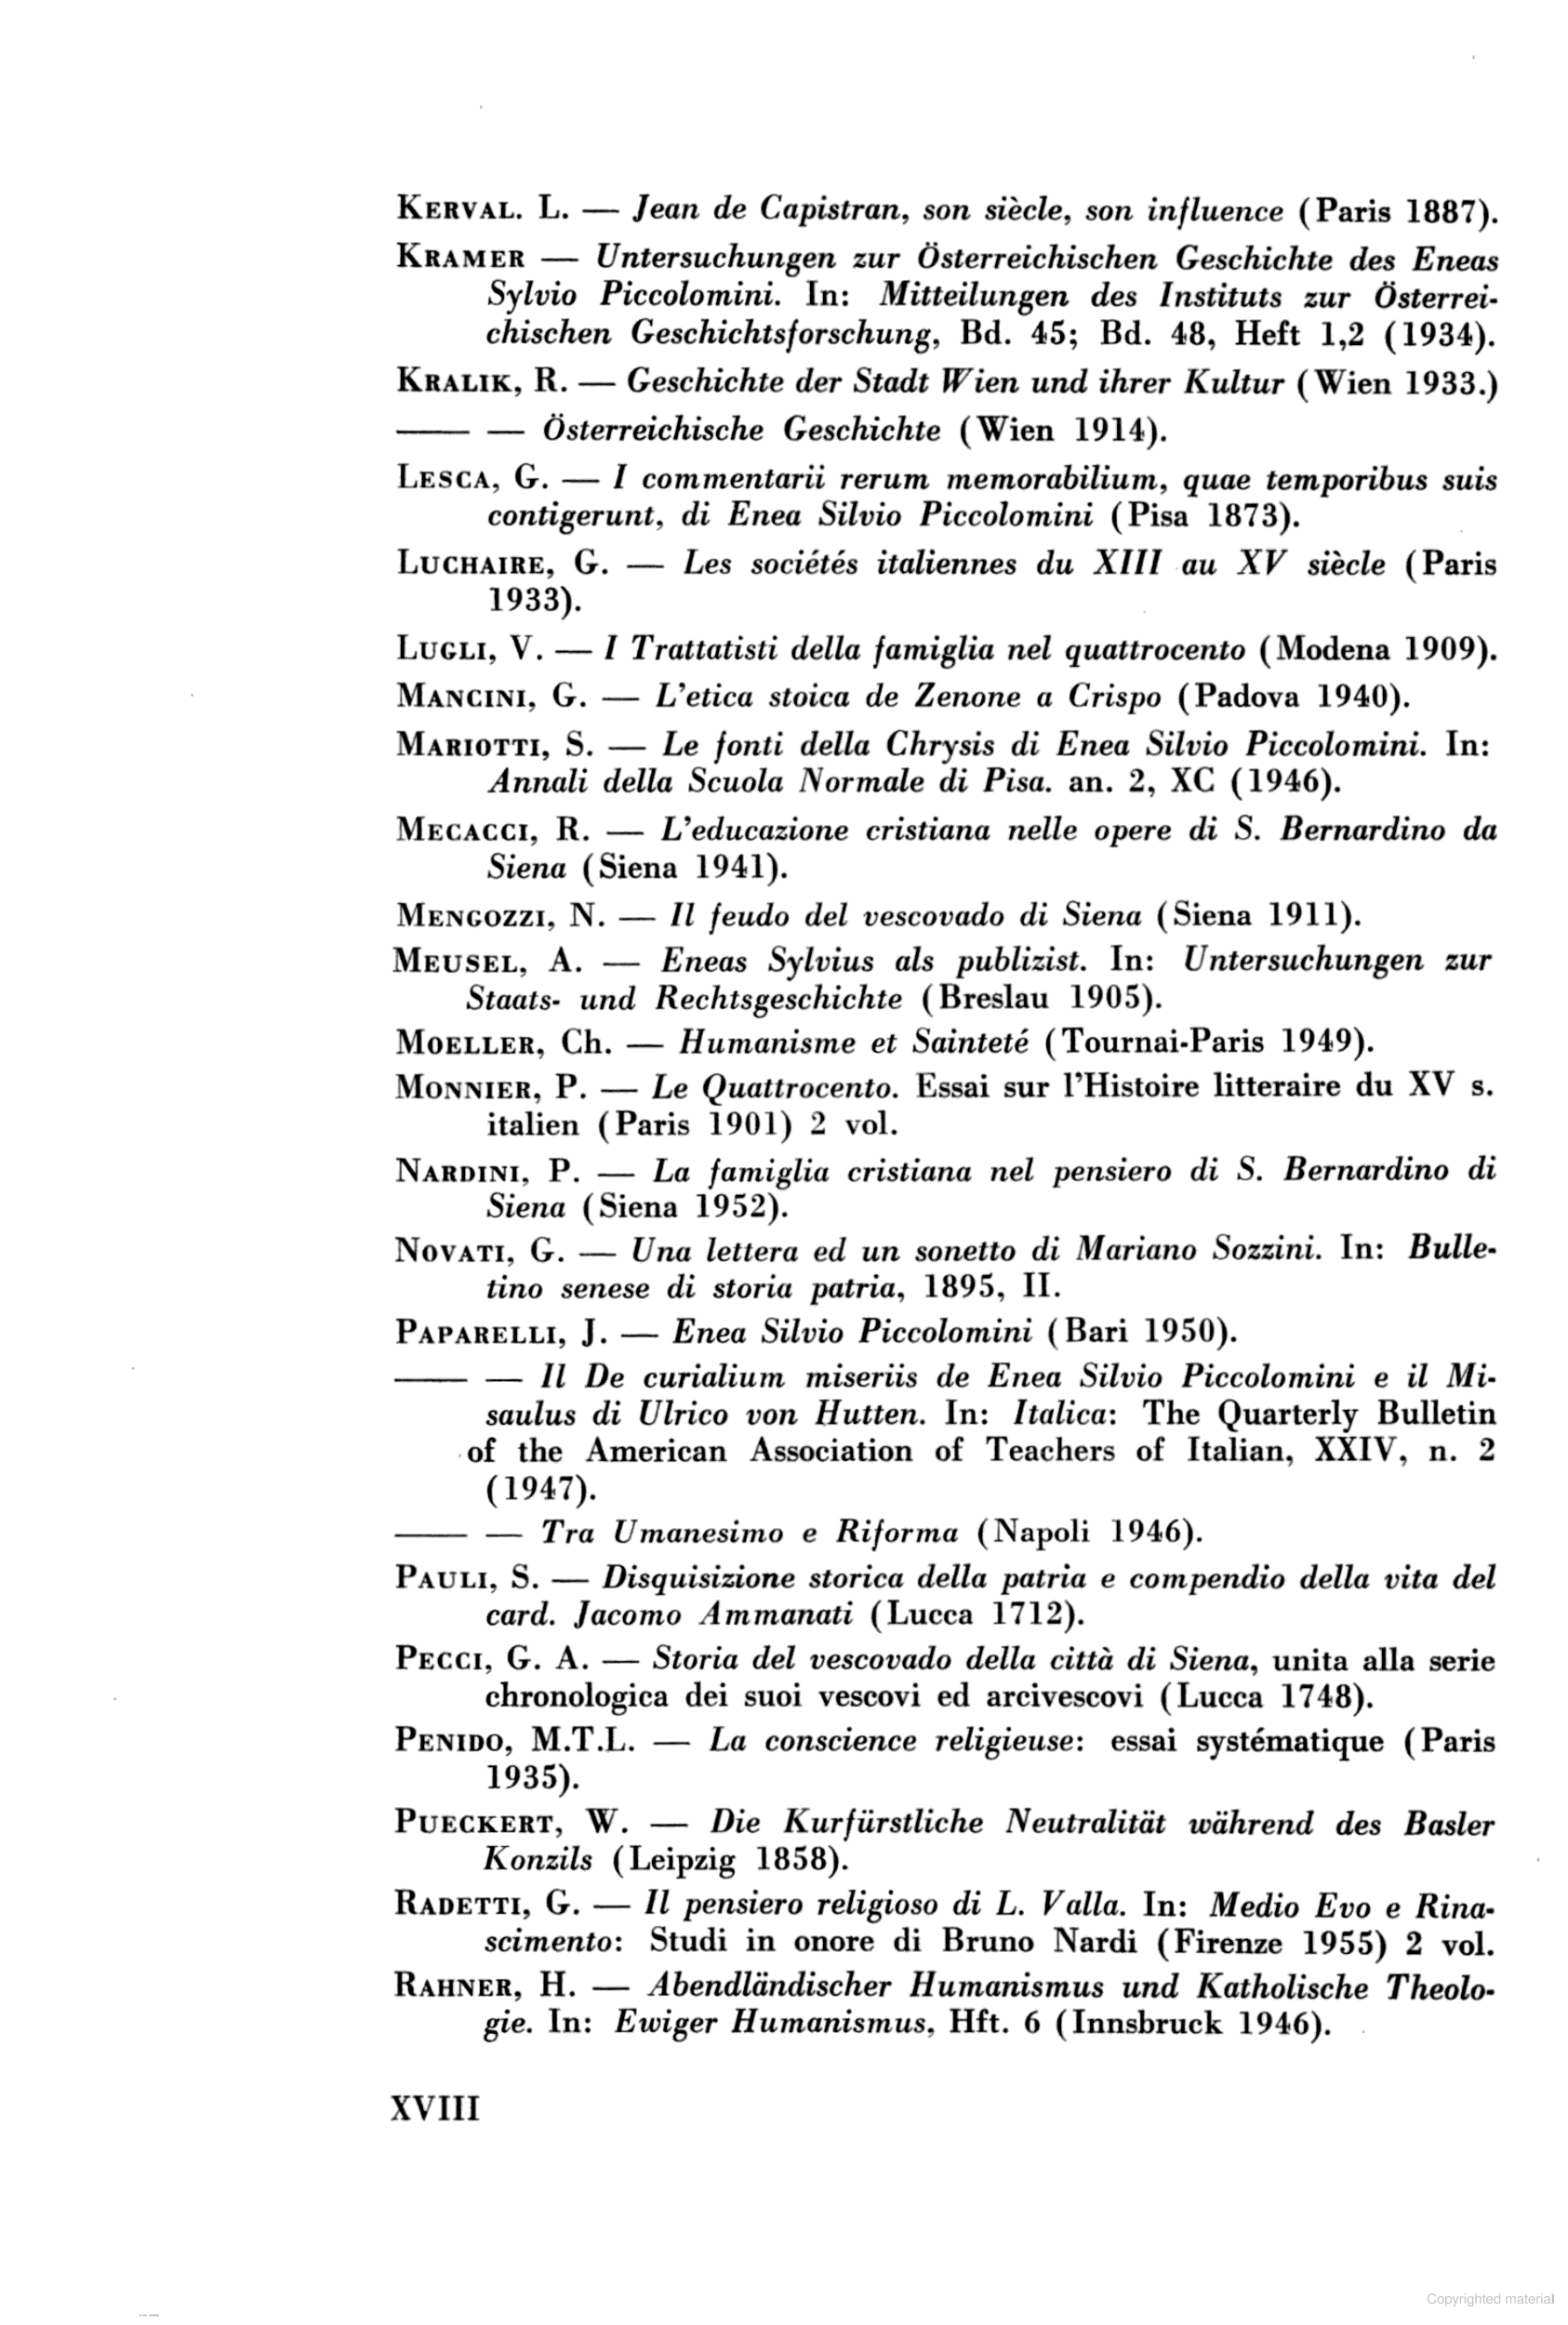 KERVAL. L. — Jean de Capistran, son siècle, son influence (Paris 1887).
KRAMER — Untersuchungen zur Österreichischen Geschichte des Eneas
Sylvio Piccolomini. In: Mitteilungen des Instituts zur Österrei-
chischen Geschichtsforschung, Bd. 45; Bd. 48, Heft 1,2 (1934).
KRALIK, R. — Geschichte der Stadt Wien und ihrer Kultur (Wien 1933.)
—— — Österreichische Geschichte (Wien 1914).
LESCA, G. — I commentarii rerum memorabilium, quae temporibus suis
contigerunt, di Enea Silvio Piccolomini (Pisa 1873).
LUCHAIRE, G. — Les sociétés italiennes du XIII au XV siècle (Paris
1933).
LUGLI, V. — I Trattatisti della famiglia nel quattrocento (Modena 1909).
MANCINI, G. — L'etica stoica de Zenone a Crispo (Padova 1940).
MARIOTTI, S. — Le fonti della Chrysis di Enea Silvio Piccolomini. In:
Annali della Scuola Normale di Pisa. an. 2, XC (1946).
MECACCI, R. — L'educazione cristiana nelle opere di S. Bernardino da
Siena (Siena 1941).
MENGOZZI, N. — Il feudo del vescovado di Siena (Siena 1911).
MEUSEL, A. — Eneas Sylvius als publizist. In: Untersuchungen zur
Staats- und Rechtsgeschichte (Breslau 1905).
MOELLER, Ch. — Humanisme et Sainteté (Tournai-Paris 1949).
MONNIER, P. — Le Quattrocento. Essai sur l'Histoire litteraire du XV s.
italien (Paris 1901) 2 vol.
NARDINI, P. — La famiglia cristiana nel pensiero di S. Bernardino di
Siena (Siena 1952).
NOVATI, G. — Una lettera ed un sonetto di Mariano Sozzini. In: Bulle-
tino senese di storia patria, 1895, II.
PAPARELLI, J. — Enea Silvio Piccolomini (Bari 1950).
—— — Il De curialium miseriis de Enea Silvio Piccolomini e il Mi-
saulus di Ulrico von Hutten. In: Italica: The Quarterly Bulletin
of the American Association of Teachers of Italian, XXIV, n. 2
(1947).
—— — Tra Umanesimo e Riforma (Napoli 1946).
PAULI, S. — Disquisizione storica della patria e compendio della vita del
card. Jacomo Ammanati (Lucca 1712).
PECCI, G. A. — Storia del vescovado della città di Siena, unita alla serie
chronologica dei suoi vescovi ed arcivescovi (Lucca 1748).
PENIDO, M.T.L. — La conscience religieuse: essai systématique (Paris
1935).
PUECKERT, W. — Die Kurfürstliche Neutralität während des Basler
Konzils (Leipzig 1858).
RADETTI, G. — Il pensiero religioso di L. Valla. In: Medio Evo e Rina-
scimento: Studi in onore di Bruno Nardi (Firenze 1955) 2 vol.
RAHNER, H. — Abendländischer Humanismus und Katholische Theolo-
gie. In: Ewiger Humanismus, Hft. 6 (Innsbruck 1946).
XVIII
Copyrighted material